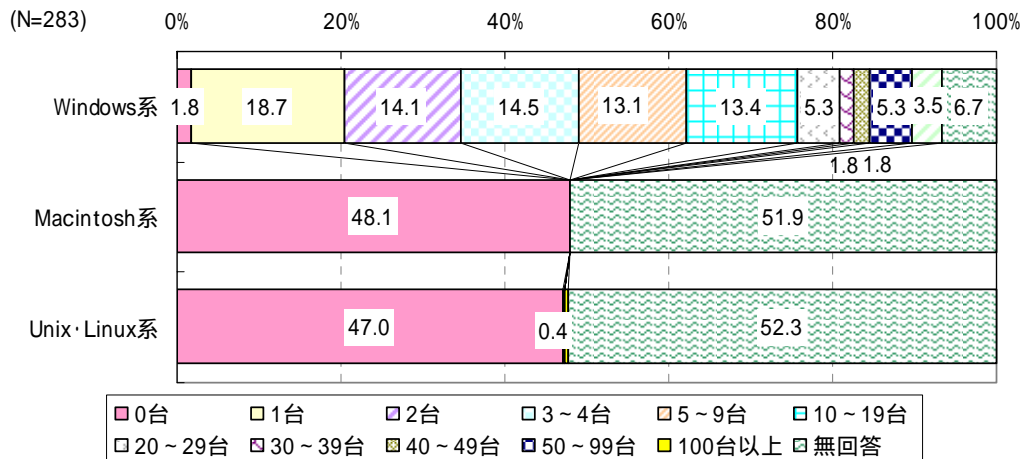 (N=283)
0% 20% 40% 60% 80% 100%
Windows系 1.8 18.7 14.1 14.5 13.1 13.4 5.3 1.8 1.8 5.3 3.5 6.7
Macintosh系 48.1 51.9
Unix･Linux系 47.0 0.4 52.3
0台 1台 2台 3～4台 5～9台 10～19台
20～29台 30～39台 40～49台 50～99台 100台以上 無回答